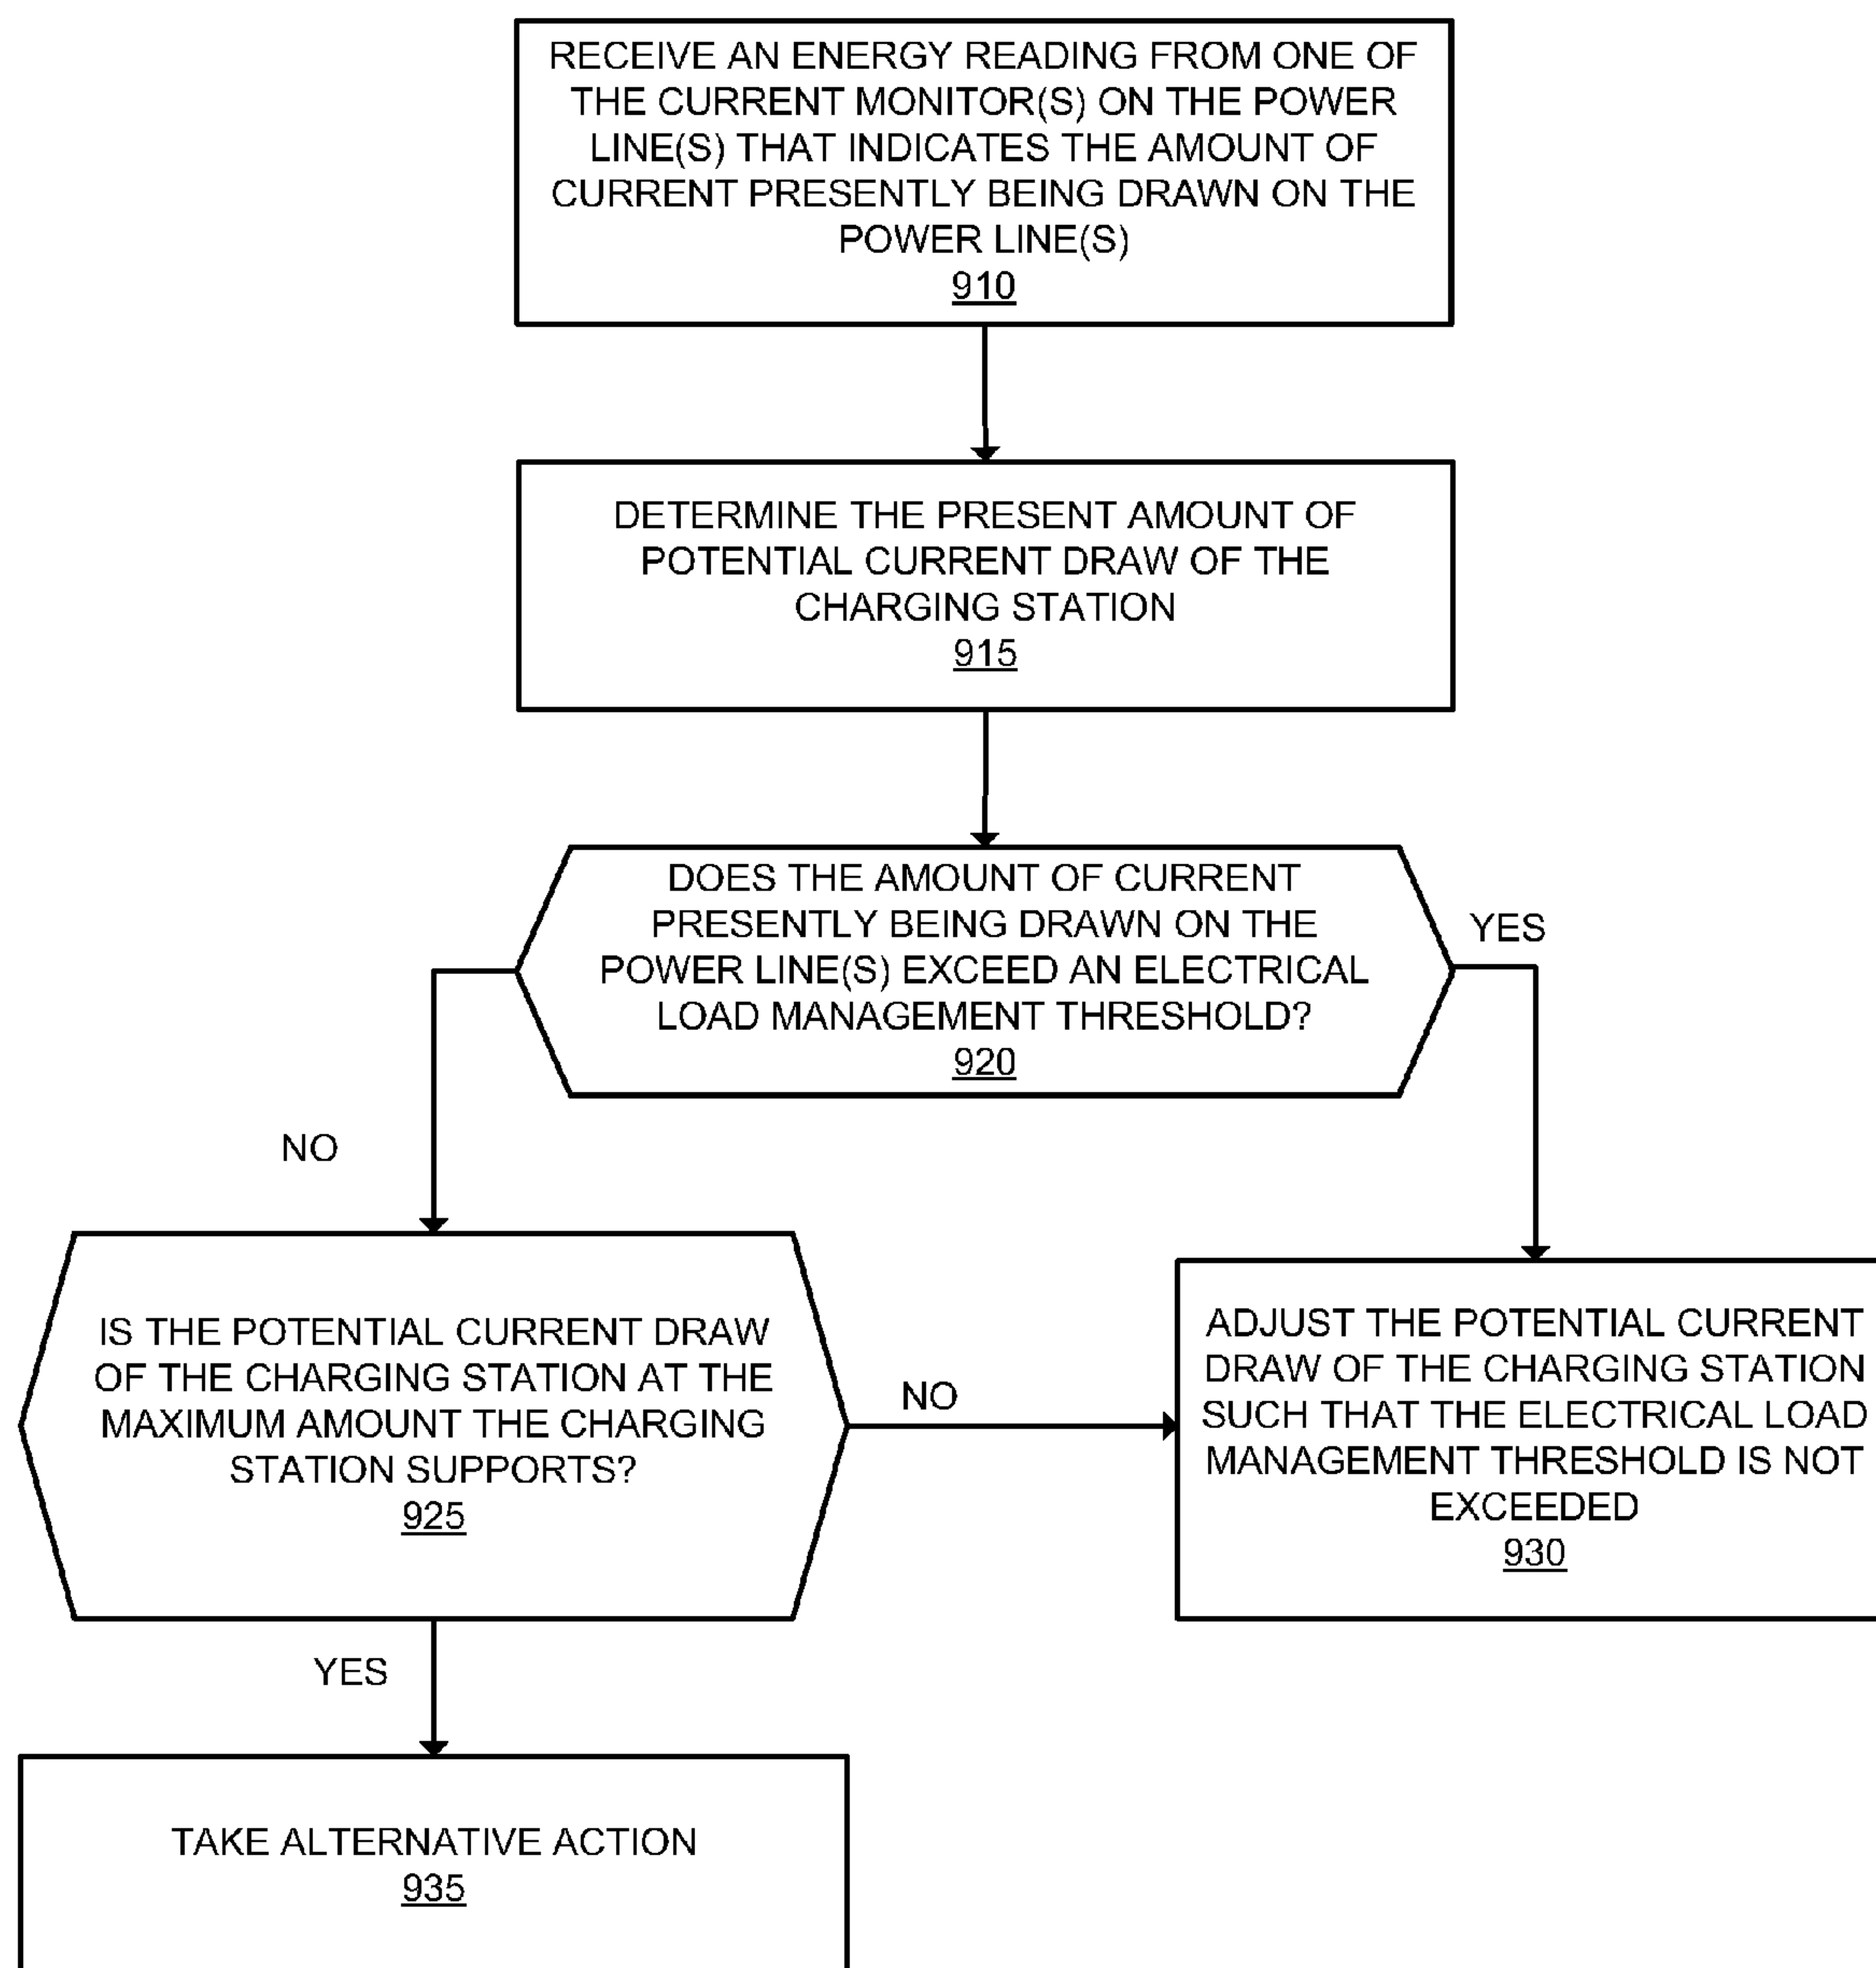 RECEIVE AN ENERGY READING FROM ONE OF
THE CURRENT MONITOR(S) ON THE POWER
LINE(S) THAT INDICATES THE AMOUNT OF
CURRENT PRESENTLY BEING DRAWN ON THE
POWER LINE(S)
910
DETERMINE THE PRESENT AMOUNT OF
POTENTIAL CURRENT DRAW OF THE
CHARGING STATION
915
DOES THE AMOUNT OF CURRENT
PRESENTLY BEING DRAWN ON THE
POWER LINE(S) EXCEED AN ELECTRICAL
LOAD MANAGEMENT THRESHOLD?
920
YES
NO
IS THE POTENTIAL CURRENT DRAW
OF THE CHARGING STATION AT THE
MAXIMUM AMOUNT THE CHARGING
STATION SUPPORTS?
925
NO
ADJUST THE POTENTIAL CURRENT
DRAW OF THE CHARGING STATION
SUCH THAT THE ELECTRICAL LOAD
MANAGEMENT THRESHOLD IS NOT
EXCEEDED
930
YES
TAKE ALTERNATIVE ACTION
935